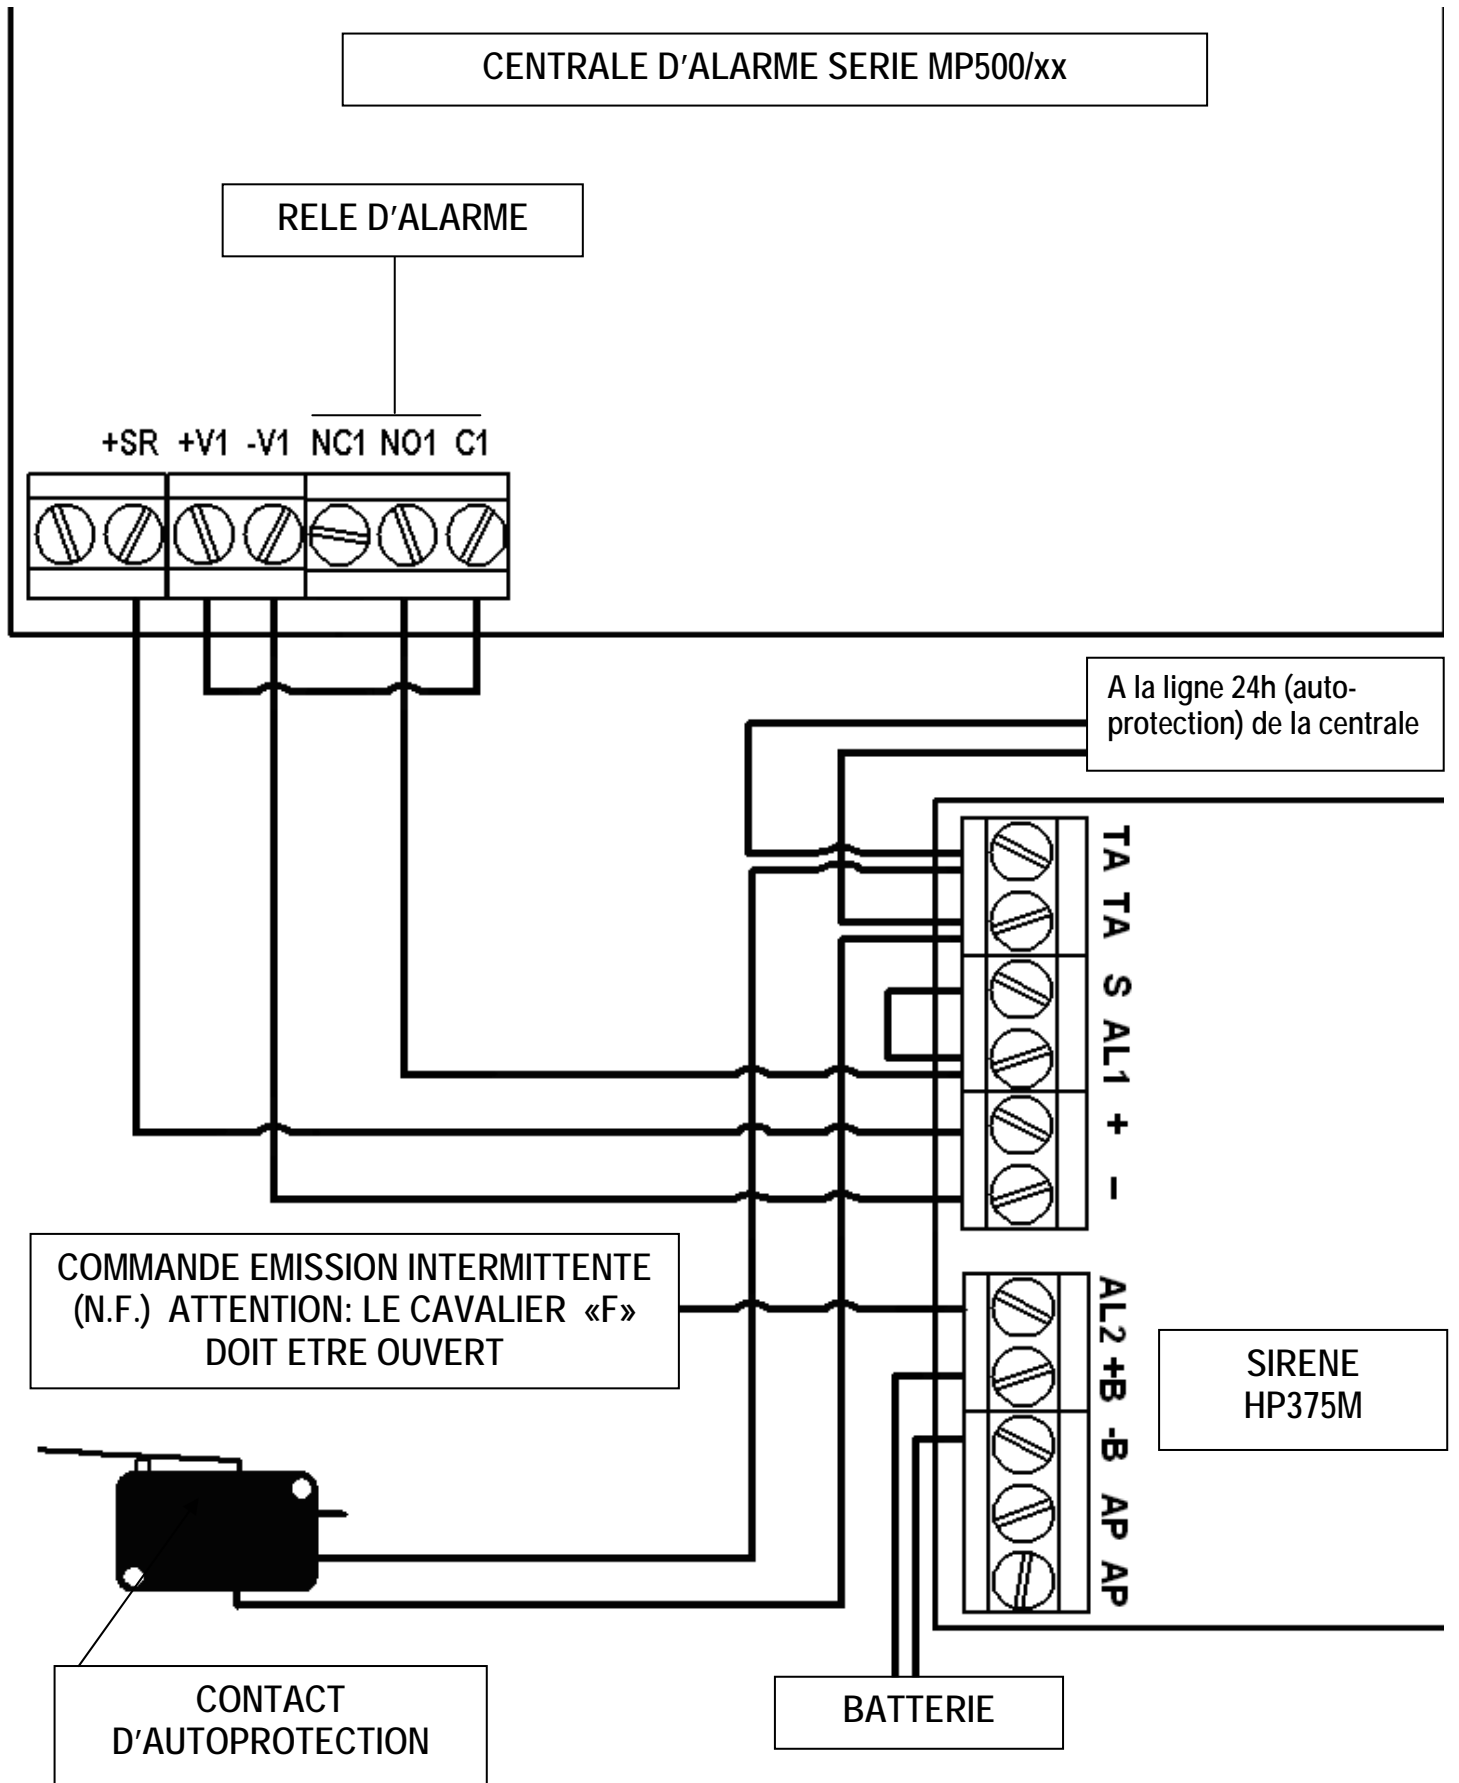 CENTRALE D’ALARME SERIE MP500/xx
RELE D’ALARME
+SR +V1 -V1 NC1 NO1 C1
A la ligne 24h (auto-
protection) de la centrale
TA
TA
S
AL1
+
–
COMMANDE EMISSION INTERMITTENTE
(N.F.) ATTENTION: LE CAVALIER «F»
DOIT ETRE OUVERT
AL2
+B
-B
AP
AP
SIRENE
HP375M
CONTACT
D’AUTOPROTECTION
BATTERIE